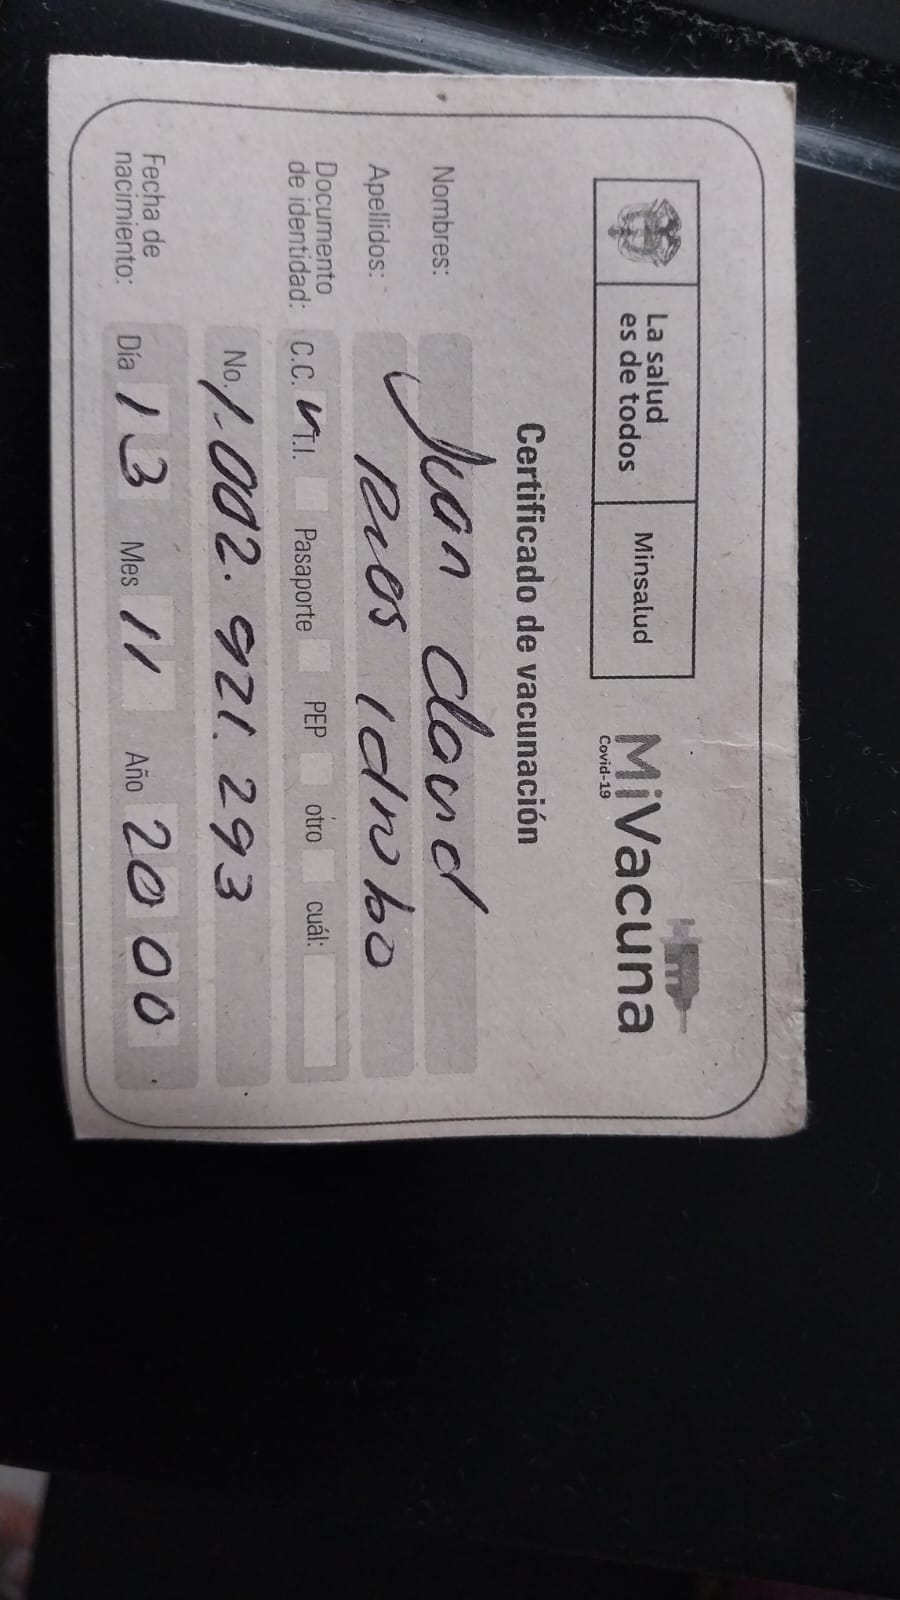 La salud
es de todos
Minsalud
MiVacuna
Covid-19
Certificado de vacunación
Nombres: Juan David
Apellidos: Rios
Documento
de identidad: C.C. T.I. Pasaporte PEP otro cuál:
No. 1.002.921.293
Fecha de
nacimiento: Día 13 Mes 11 Año 2000